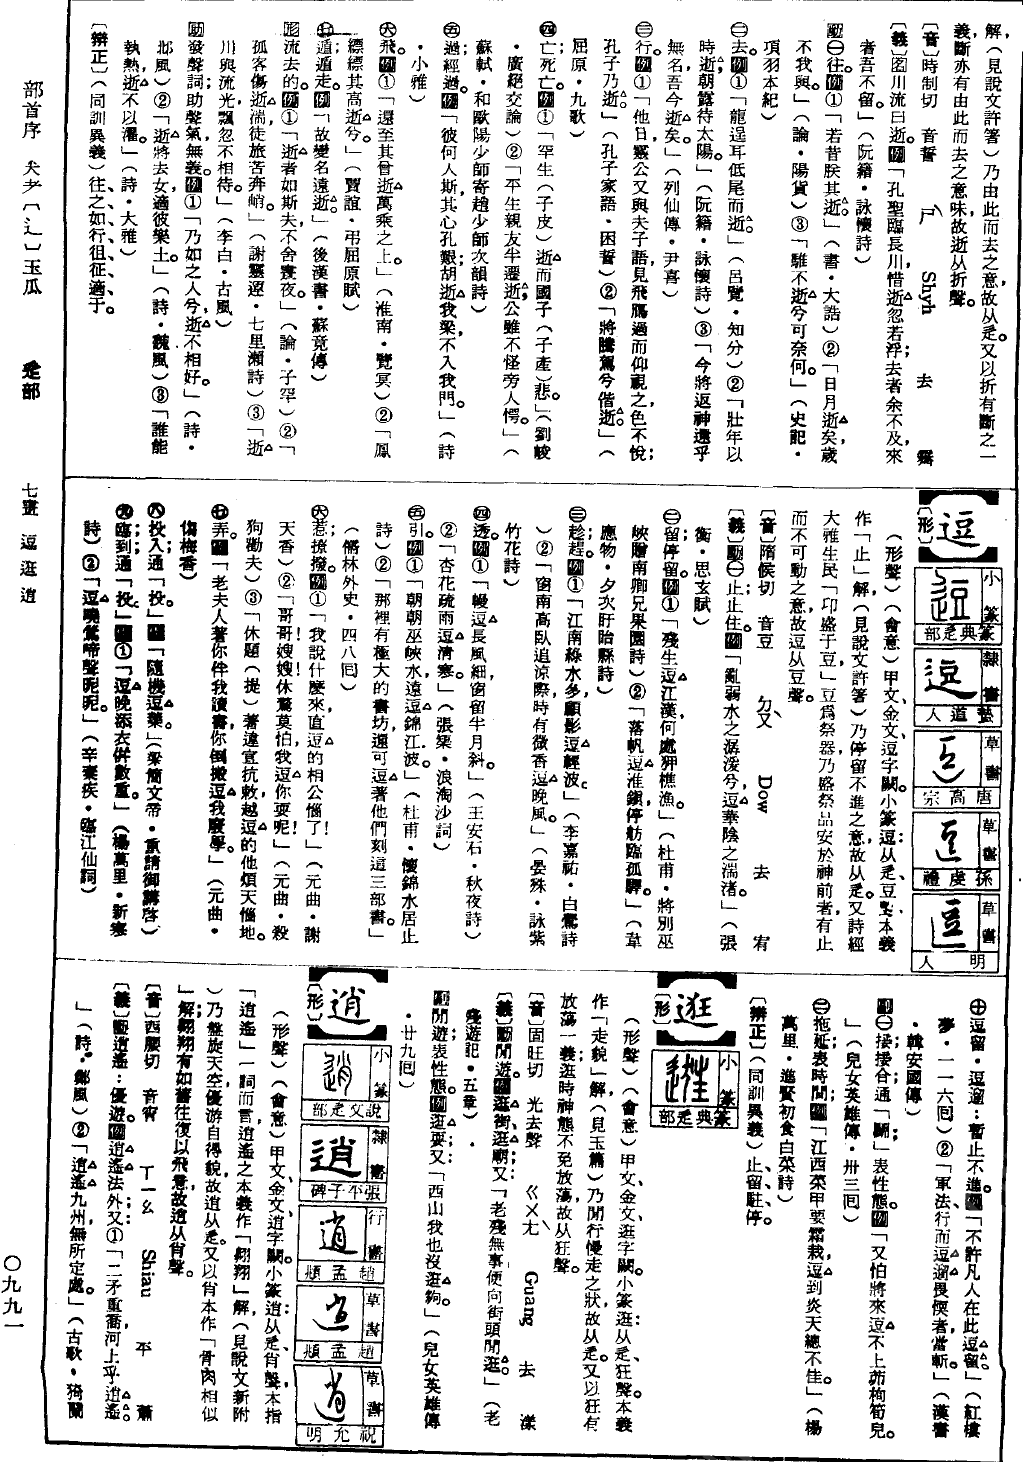 解」(見說文許箸)乃由此而去之意,故从辵。又以折有斷之一
義,斷亦有由此而去之意味,故逝从折聲。
〔音〕時制切 音誓 ㄕˋ Shyh 去 霽
〔義〕名川流曰逝。例「孔聖臨長川,惜逝忽若浮;去者余不及,來
者吾不留。」(阮籍・詠懷詩)
動㊀往。例①「若昔朕其逝。」(書・大誥)②「日月逝矣,歲
不我與。」(論・陽貨)③「騅不逝兮可奈何。」(史記・
項羽本紀)
㊁去。例①「龍逞耳低尾而逝。」(呂覽・知分)②「壯年以
時逝,朝露待太陽。」(阮籍・詠懷詩)③「今將返神還乎
無名,吾今逝矣。」(列仙傳・尹喜)
㊂行。例①「他日,靈公又與夫子語,見飛鴈過而仰視之,色不悅;
孔子乃逝。」(孔子家語・困誓)②「將騰駕兮偕逝。」(
屈原・九歌)
㊃亡;死亡。例①「罕生(子皮)逝而國子(子產)悲。」(劉峻
・廣絕交論)②「平生親友半遷逝,公雖不怪旁人愕。」(
蘇軾・和歐陽少師寄趙少師次韻詩)
㊄過;經過。例「彼何人斯,其心孔艱;胡逝我梁,不入我門。」(詩
・小雅)
㊅飛。例①「還至其曾逝萬乘之上。」(淮南・覽冥)②「鳳
縹縹其高逝兮。」(賈誼・弔屈原賦)
㊆遁;遁走。例「故變名遠逝。」(後漢書・蘇竟傳)
形流去的。例①「逝者如斯夫,不舍晝夜。」(論・子罕)②「
孤客傷逝湍,徒旅苦奔峭。」(謝靈運・七里瀨詩)③「逝
川與流光,飄忽不相待。」(李白・古風)
助發聲詞;助聲氣,無義。例①「乃如之人兮,逝不相好。」(詩・
邶風)②「逝將去女,適彼樂土。」(詩・魏風)③「誰能
執熱,逝不以濯。」(詩・大雅)
〔辨正〕(同訓異義)往、之、如、行、徂、征、適、于。
部首序 犬歺宀辶乛玉瓜 辵部 七畫 逗逛逍 〇九九一
【逗】
〔形〕
小篆 篆典辵部
隸書 藝道人
草書 唐高宗
草書 孫虔禮
草書 明人
(形聲)(會意)甲文、金文、逗字闕。小篆逗:从辵、豆聲,本義
作「止」解(見說文許箸),乃停留不進之意,故从辵。又詩經
大雅生民「卬盛于豆」,豆爲祭器,乃盛祭品安於神前者,有止
而不可動之意,故逗从豆聲。
〔音〕隋侯切 音豆 ㄉㄡˋ Dow 去 宥
〔義〕動㊀止;止住。例「亂弱水之潺湲兮,逗華陰之湍渚。」(張
衡・思玄賦)
㊁留;停留。例①「殘生逗江漢,何處狎樵漁。」(杜甫・將別巫
峽贈南卿兄果園詩)②「落帆逗淮鎭,停舫臨孤驛。」(韋
應物・夕次盱眙縣詩)
㊂趁;趕。例①「江南綠水多,顧影逗輕波。」(李嘉祐・白鷺詩
)②「窗南高臥追涼際,時有微香逗晚風。」(晏殊・詠紫
竹花詩)
㊃透。例①「幔逗長風細,窗留半月斜。」(王安石・秋夜詩)
②「杏花疏雨逗清寒。」(張榘・浪淘沙詞)
㊄引。例①「朝朝巫峽水,遠逗錦江波。」(杜甫・懷錦水居止
詩)②「那裡有極大的書坊,還可逗著他們刻這三部書。」
(儒林外史・四八回)
㊅惹;撩撥。例①「我說什麼來,直逗的相公惱了!」(元曲・謝
天香)②「哥哥!嫂嫂!休驚莫怕,我逗你耍呢!」(元曲・殺
狗勸夫)③「休題(提)著違宣抗敕,越逗的他煩天惱地。
㊆弄。例「老夫人著你伴我讀書,你倒搬逗我廢學。」(元曲・
傷梅香)
㊇投入,通「投」。例「隨機逗藥。」(梁簡文帝・重請御講啓)
㊈臨;到,通「投」。例①「逗晚添衣併數重。」(楊萬里・新寒
詩)②「逗曉鶯啼聲昵昵。」(辛棄疾・臨江仙詞)
㊉逗留・逗遛:暫止不進。例「不許凡人在此逗留。」(紅樓
夢・一一六回)②「軍法:行而逗遛畏愞者,當斬。」(漢書
・韓安國傳)
副㊀接;接合,通「鬭」,表性態。例「又怕將來逗不上茆枸筍兒。
」(兒女英雄傳・卅三回)
㊁拖延,表時間。例「江西菜甲要霜栽,逗到炎天總不佳。」(楊
萬里・進賢初食白菜詩)
〔辨正〕(同訓異義)止、留、駐、停。
【逛】
〔形〕
小篆 篆典辵部
(形聲)(會意)甲文、金文、逛字闕。小篆逛:从辵、狂聲,本義
作「走貌」解(見玉篇),乃閒行慢走之狀,故从辵。又以狂有
放蕩一義,逛時神態不免放蕩,故从狂聲。
〔音〕固旺切 光去聲 ㄍㄨㄤˋ Guang 去 漾
〔義〕動閒遊。例逛街;逛廟。又「老殘無事,便向街頭閒逛。」(老
殘遊記・五章)
副閒遊,表性態。例逛耍。又:「西山我也沒逛夠。」(兒女英雄傳
・廿九回)
【逍】
〔形〕
小篆 說文辵部
隸書 張平子碑
行書 趙孟頫
草書 趙孟頫
草書 祝允明
(形聲)(會意)甲文、金文、逍字闕。小篆逍:从辵、肖聲,本指
「逍遙」一詞而言,逍遙之本義作「翱翔」解(見說文新附
)乃盤旋天空,優游自得貌,故逍从辵。又以肖本作「骨肉相似
」解,翱翔有如舊往復以飛意,故逍从肖聲。
〔音〕西腰切 音宵 ㄒㄧㄠ Shiau 平 蕭
〔義〕動逍遙:優遊。例逍遙法外。又①「二矛重喬,河上乎逍遙。
」(詩・鄭風)②「逍遙九州,無所定處。」(古歌・猗蘭